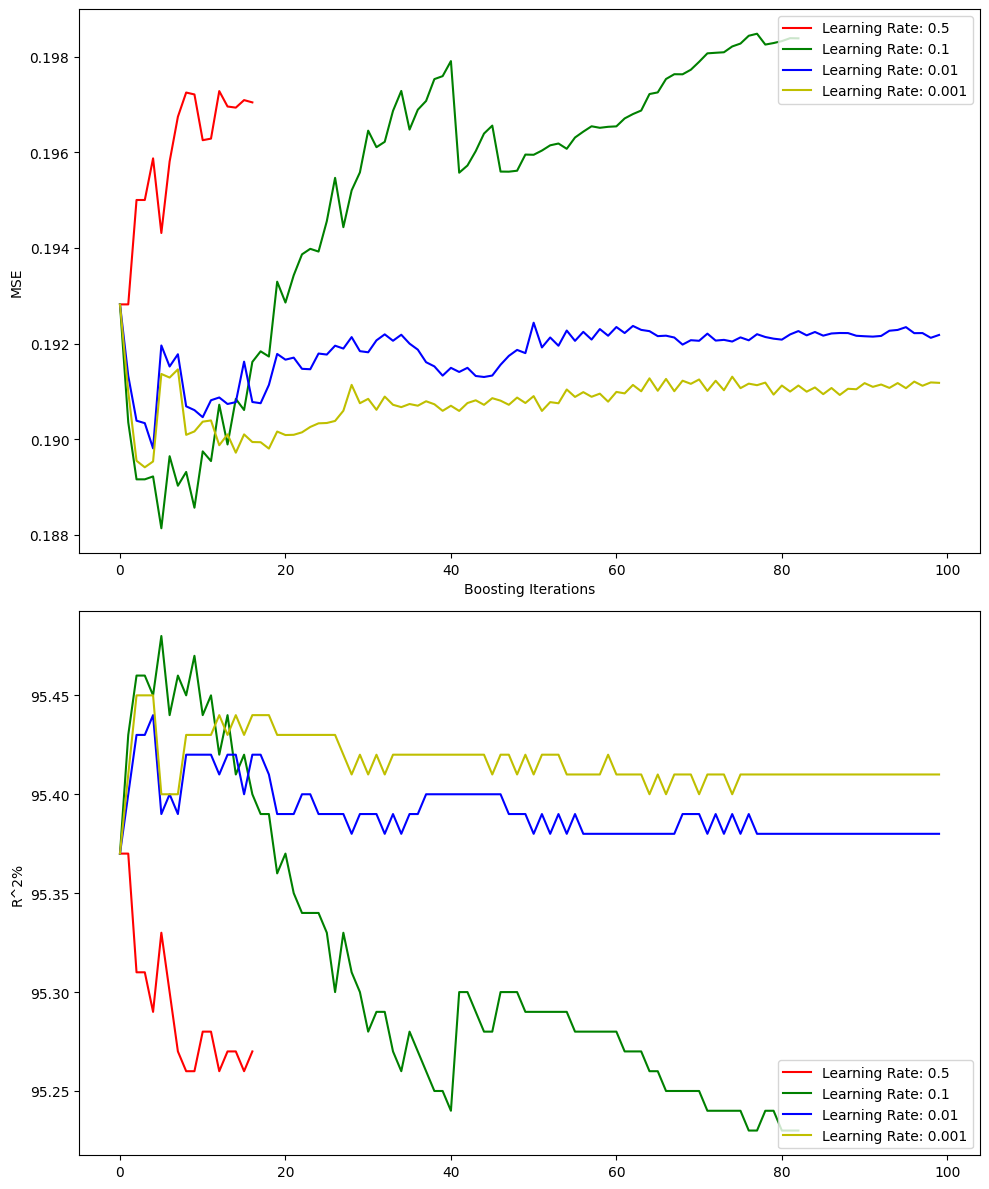 0.198
0.196
0.194
0.192
0.190
0.188
MSE
Learning Rate: 0.5
Learning Rate: 0.1
Learning Rate: 0.01
Learning Rate: 0.001
0 20 40 60 80 100
Boosting Iterations
95.45
95.40
95.35
95.30
95.25
R^2%
Learning Rate: 0.5
Learning Rate: 0.1
Learning Rate: 0.01
Learning Rate: 0.001
0 20 40 60 80 100